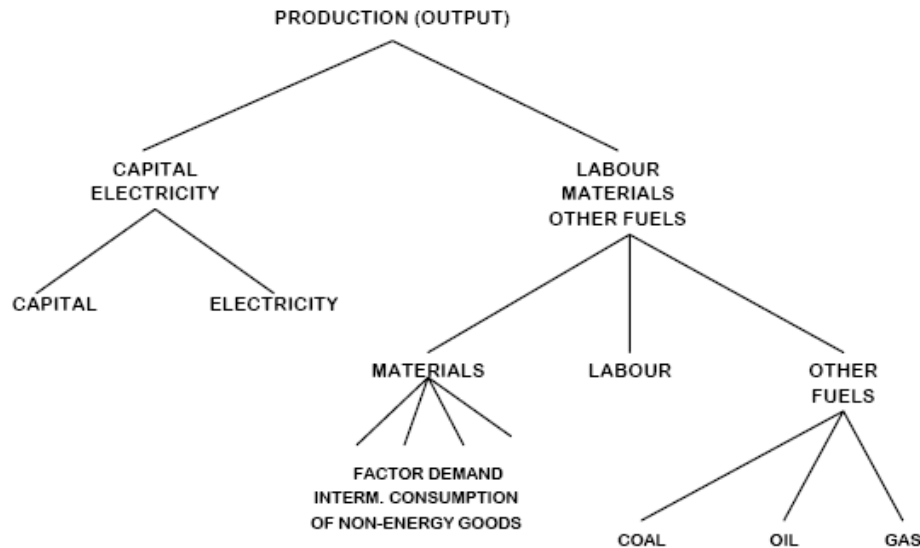 PRODUCTION (OUTPUT)
CAPITAL
ELECTRICITY
LABOUR
MATERIALS
OTHER FUELS
CAPITAL
ELECTRICITY
MATERIALS
LABOUR
OTHER
FUELS
FACTOR DEMAND
INTERM. CONSUMPTION
OF NON-ENERGY GOODS
COAL
OIL
GAS